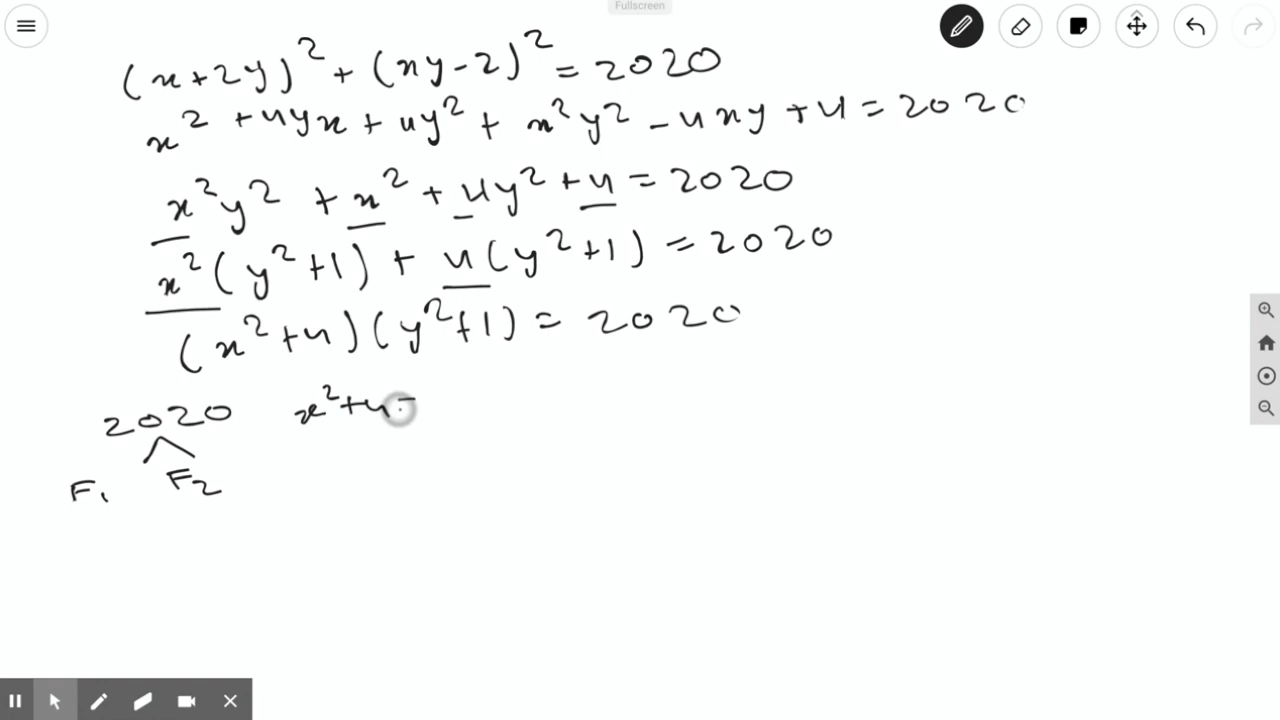 Fullscreen
(x+2y)² + (xy-2)² = 2020
x² + 4yx + 4y² + x²y² - 4xy + 4 = 2020
x²y² + x² + 4y² + 4 = 2020
x²(y²+1) + 4(y²+1) = 2020
(x²+4)(y²+1) = 2020
2020 x²+4=
F₁ F₂